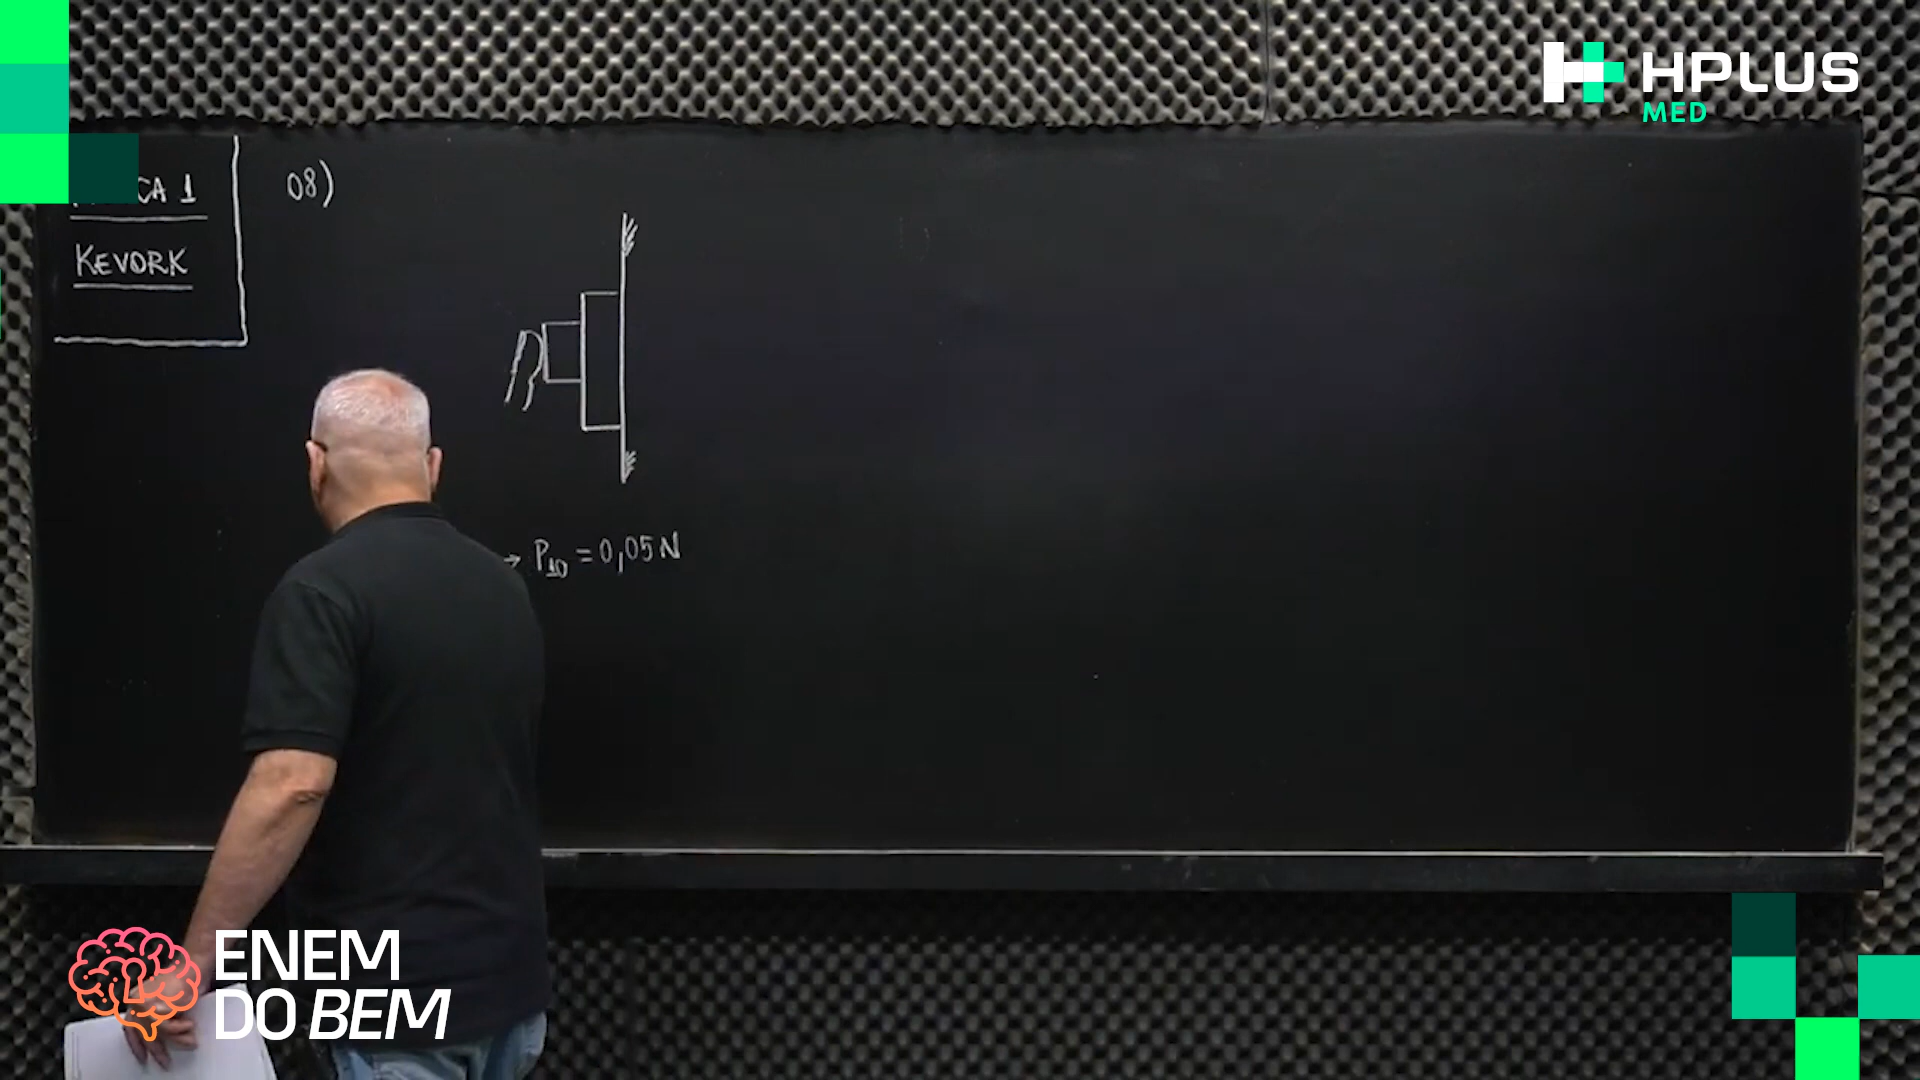 HPLUS
MED
CA 1
KEVORK
08)
→ P10 = 0,05 N
ENEM
DO BEM